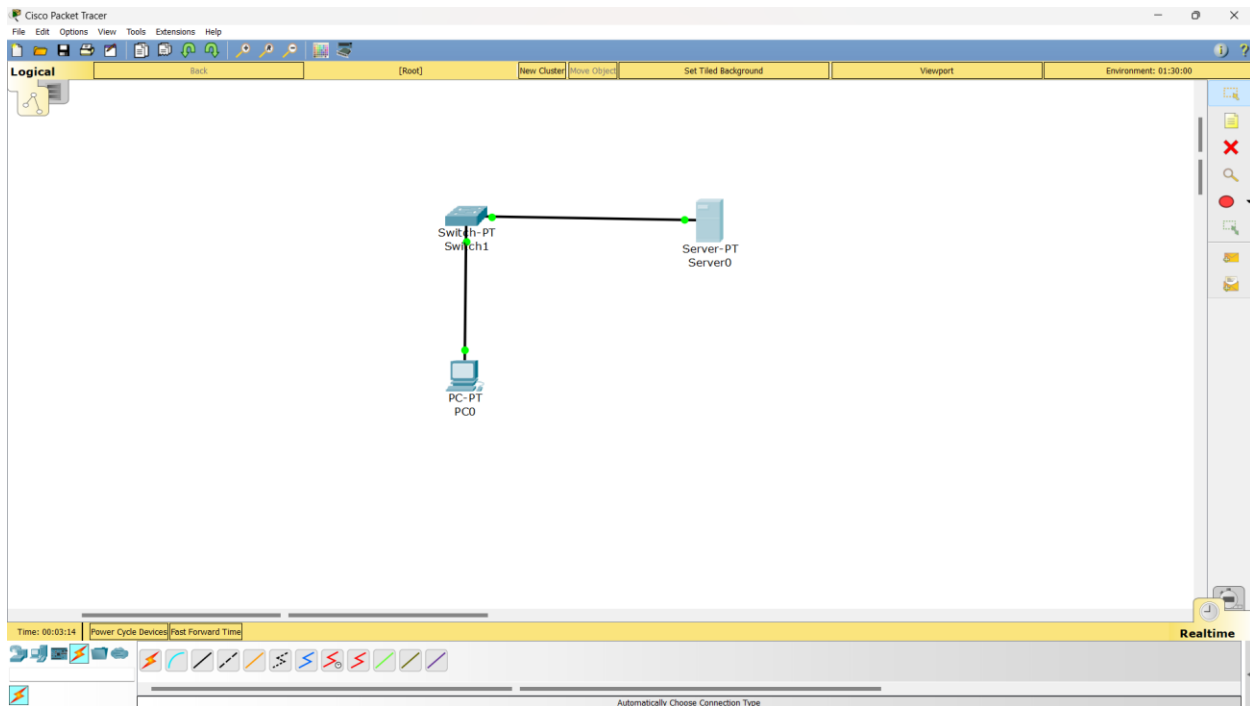 Cisco Packet Tracer
File Edit Options View Tools Extensions Help
Logical Back [Root] New Cluster Move Object Set Tiled Background Viewport Environment: 01:30:00
Switch-PT
Switch1
Server-PT
Server0
PC-PT
PC0
Time: 00:03:14 Power Cycle Devices Fast Forward Time Realtime
Automatically Choose Connection Type